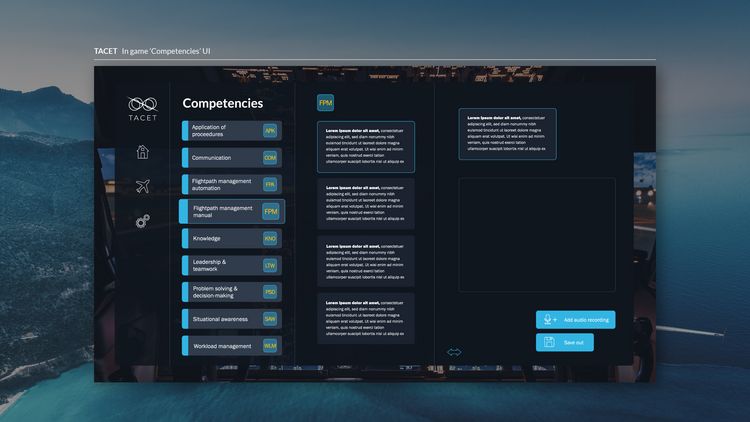 TACET In game 'Competencies' UI
TACET
Competencies
Application of
proceedures
APK
Communication
COM
Flightpath management
automation
FPA
Flightpath management
manual
FPM
Knowledge
KNO
Leadership &
teamwork
LTW
Problem solving &
decision-making
PSD
Situational awareness
SAW
Workload management
WLM
FPM
Lorem ipsum dolor sit amet, consectetuer
adipiscing elit, sed diam nonummy nibh
euismod tincidunt ut laoreet dolore magna
aliquam erat volutpat. Ut wisi enim ad minim
veniam, quis nostrud exerci tation
ullamcorper suscipit lobortis nisl ut aliquip ex
Lorem ipsum dolor sit amet, consectetuer
adipiscing elit, sed diam nonummy nibh
euismod tincidunt ut laoreet dolore magna
aliquam erat volutpat. Ut wisi enim ad minim
veniam, quis nostrud exerci tation
ullamcorper suscipit lobortis nisl ut aliquip ex
Lorem ipsum dolor sit amet, consectetuer
adipiscing elit, sed diam nonummy nibh
euismod tincidunt ut laoreet dolore magna
aliquam erat volutpat. Ut wisi enim ad minim
veniam, quis nostrud exerci tation
ullamcorper suscipit lobortis nisl ut aliquip ex
Lorem ipsum dolor sit amet, consectetuer
adipiscing elit, sed diam nonummy nibh
euismod tincidunt ut laoreet dolore magna
aliquam erat volutpat. Ut wisi enim ad minim
veniam, quis nostrud exerci tation
ullamcorper suscipit lobortis nisl ut aliquip ex
Lorem ipsum dolor sit amet, consectetuer
adipiscing elit, sed diam nonummy nibh
euismod tincidunt ut laoreet dolore magna
aliquam erat volutpat. Ut wisi enim ad minim
veniam, quis nostrud exerci tation
ullamcorper suscipit lobortis nisl ut aliquip ex
Add audio recording
Save out